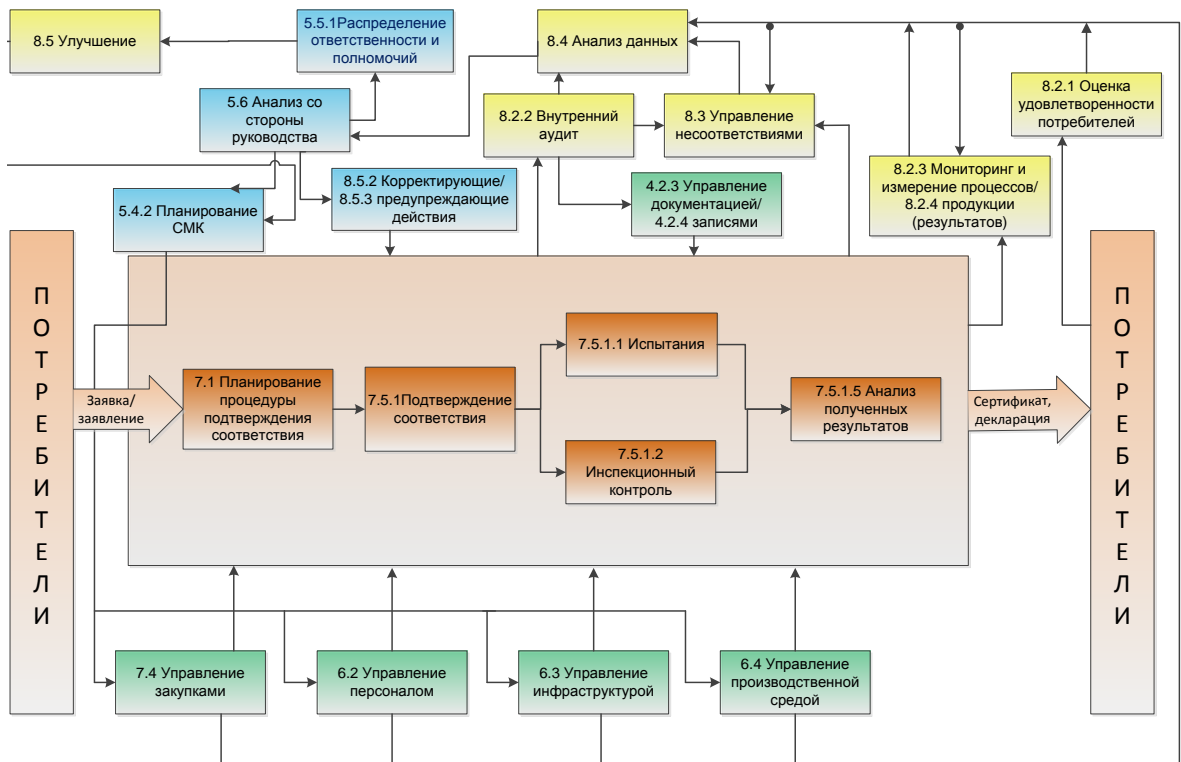 8.5 Улучшение
5.5.1Распределение
ответственности и
полномочий
8.4 Анализ данных
8.2.1 Оценка
удовлетворенности
потребителей
5.6 Анализ со
стороны
руководства
8.2.2 Внутренний
аудит
8.3 Управление
несоответствиями
8.2.3 Мониторинг и
измерение процессов/
8.2.4 продукции
(результатов)
8.5.2 Корректирующие/
8.5.3 предупреждающие
действия
4.2.3 Управление
документацией/
4.2.4 записями
5.4.2 Планирование
СМК
П
О
Т
Р
Е
Б
И
Т
Е
Л
И
Заявка/
заявление
7.1 Планирование
процедуры
подтверждения
соответствия
7.5.1Подтверждение
соответствия
7.5.1.1 Испытания
7.5.1.2
Инспекционный
контроль
7.5.1.5 Анализ
полученных
результатов
Сертификат,
декларация
П
О
Т
Р
Е
Б
И
Т
Е
Л
И
7.4 Управление
закупками
6.2 Управление
персоналом
6.3 Управление
инфраструктурой
6.4 Управление
производственной
средой